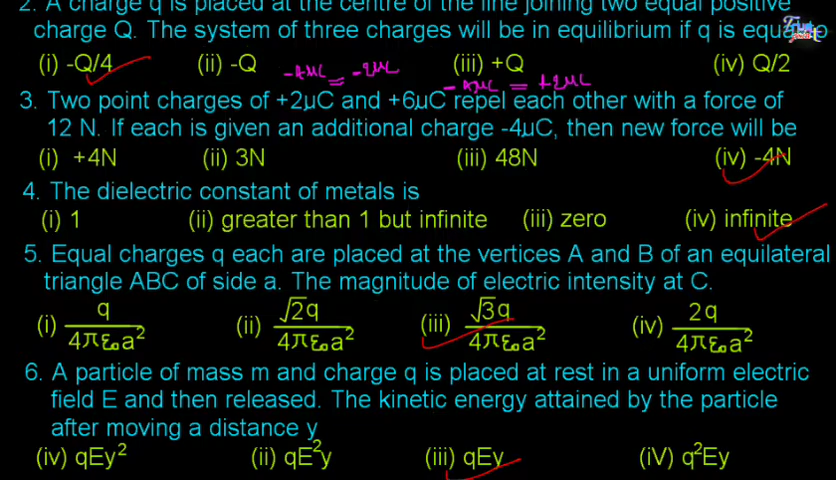 2. A charge q is placed at the centre of the line joining two equal positive
charge Q. The system of three charges will be in equilibrium if q is equal to
(i) -Q/4 (ii) -Q (iii) +Q (iv) Q/2
-4μC = -2μC
-4μC = +2μC
3. Two point charges of +2μC and +6μC repel each other with a force of
12 N. If each is given an additional charge -4μC, then new force will be
(i) +4N (ii) 3N (iii) 48N (iv) -4N
4. The dielectric constant of metals is
(i) 1 (ii) greater than 1 but infinite (iii) zero (iv) infinite
5. Equal charges q each are placed at the vertices A and B of an equilateral
triangle ABC of side a. The magnitude of electric intensity at C.
(i) q/4πε₀a² (ii) √2q/4πε₀a² (iii) √3q/4πε₀a² (iv) 2q/4πε₀a²
6. A particle of mass m and charge q is placed at rest in a uniform electric
field E and then released. The kinetic energy attained by the particle
after moving a distance y
(iv) qEy² (ii) qE²y (iii) qEy (iV) q²Ey